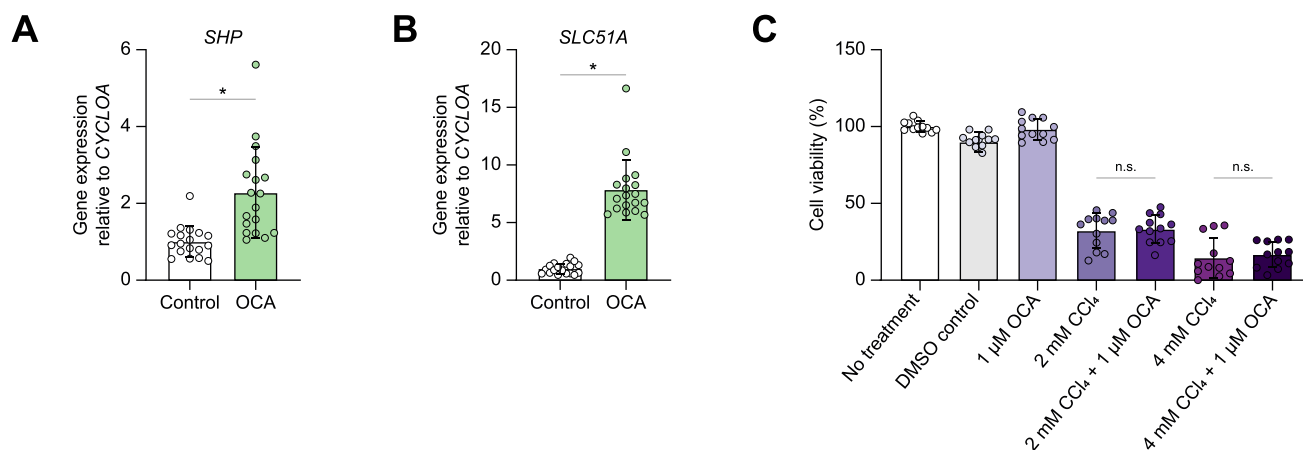 A
SHP
Gene expression
relative to CYCLOA
6
4
2
0
*
Control
OCA
B
SLC51A
Gene expression
relative to CYCLOA
20
15
10
5
0
*
Control
OCA
C
Cell viability (%)
150
100
50
0
n.s.
n.s.
No treatment
DMSO control
1 µM OCA
2 mM CCl₄
2 mM CCl₄ + 1 µM OCA
4 mM CCl₄
4 mM CCl₄ + 1 µM OCA